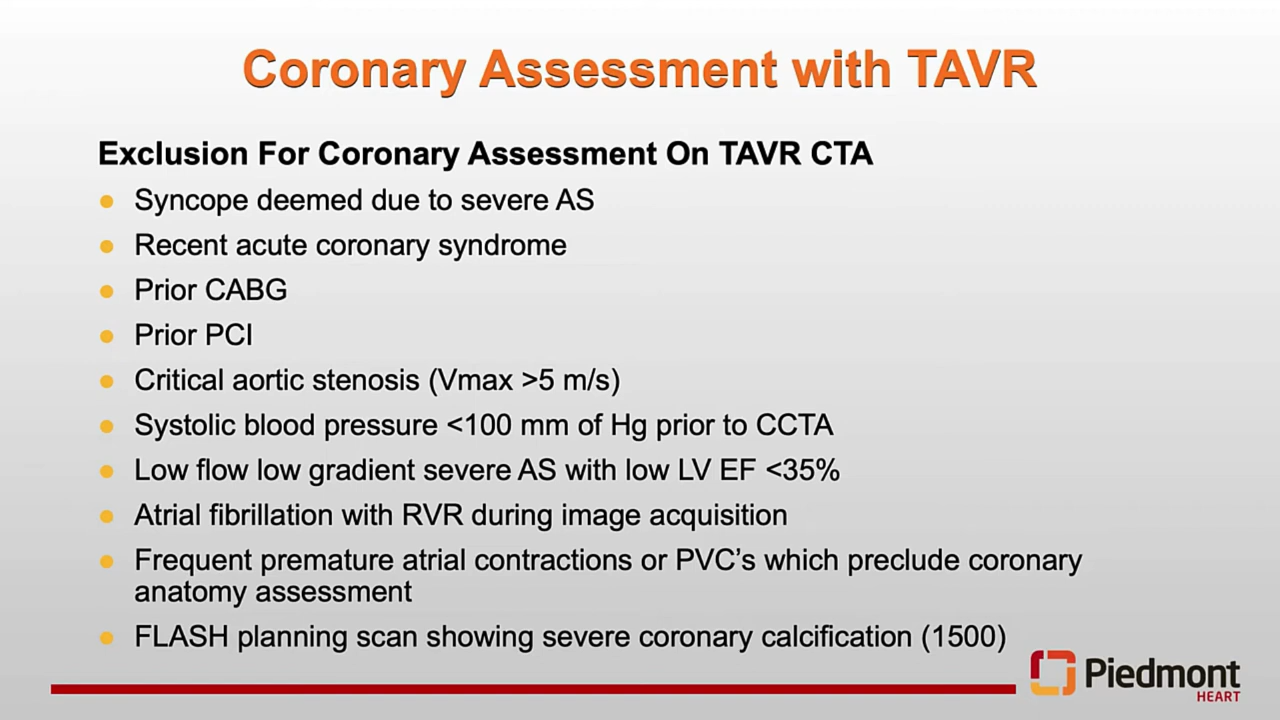 Coronary Assessment with TAVR
Exclusion For Coronary Assessment On TAVR CTA
Syncope deemed due to severe AS
Recent acute coronary syndrome
Prior CABG
Prior PCI
Critical aortic stenosis (Vmax >5 m/s)
Systolic blood pressure <100 mm of Hg prior to CCTA
Low flow low gradient severe AS with low LV EF <35%
Atrial fibrillation with RVR during image acquisition
Frequent premature atrial contractions or PVC’s which preclude coronary
anatomy assessment
FLASH planning scan showing severe coronary calcification (1500)
Piedmont
HEART